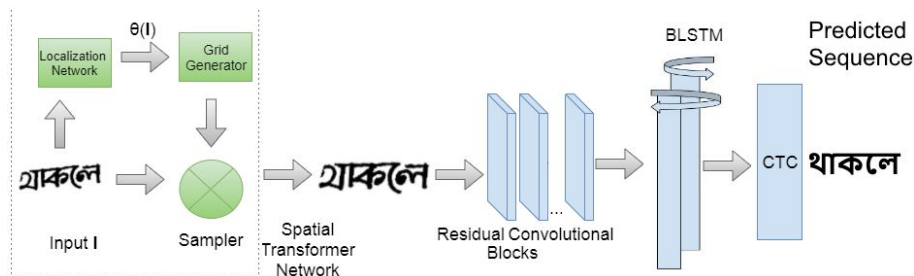 θ(I)
Localization
Network
Grid
Generator
থাকলে
Input I
Sampler
Spatial
Transformer
Network
থাকলে
Residual Convolutional
Blocks
...
BLSTM
CTC
Predicted
Sequence
থাকলে